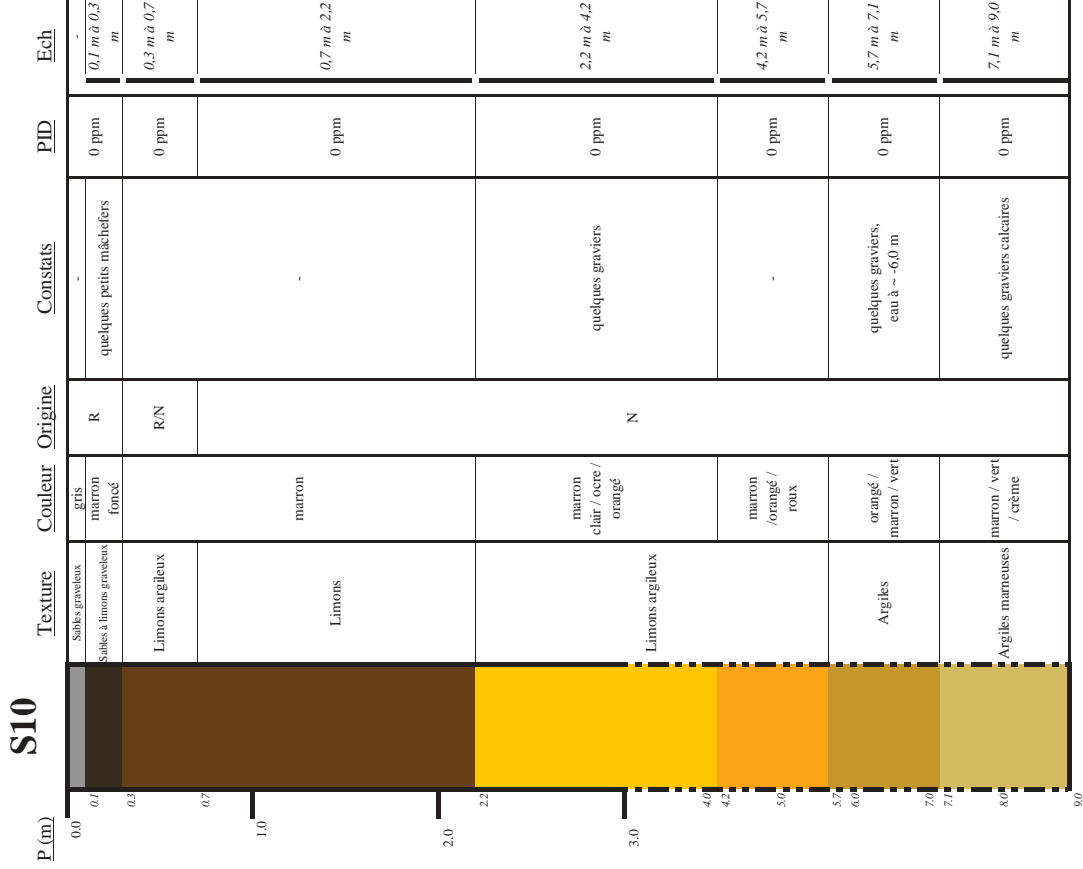 S10
P (m)
Texture
Couleur
Origine
Constats
PID
Ech
0.0
Sables graveleux
gris
R
-
0 ppm
-
0.1
Sables à limons graveleux
marron
foncé
quelques petits mâchefers
0,1 m à 0,3
m
0.3
Limons argileux
marron
R/N
-
0 ppm
0,3 m à 0,7
m
0.7
Limons
N
0 ppm
0,7 m à 2,2
m
1.0
2.0
2.2
Limons argileux
marron
clair / ocre /
orangé
quelques graviers
0 ppm
2,2 m à 4,2
m
3.0
4.0
4.2
marron
/orangé /
roux
-
0 ppm
4,2 m à 5,7
m
5.0
5.7
Argiles
orangé /
marron / vert
quelques graviers,
eau à ~ -6,0 m
0 ppm
5,7 m à 7,1
m
6.0
7.0
7.1
Argiles marneuses
marron / vert
/ crème
quelques graviers calcaires
0 ppm
7,1 m à 9,0
m
8.0
9.0